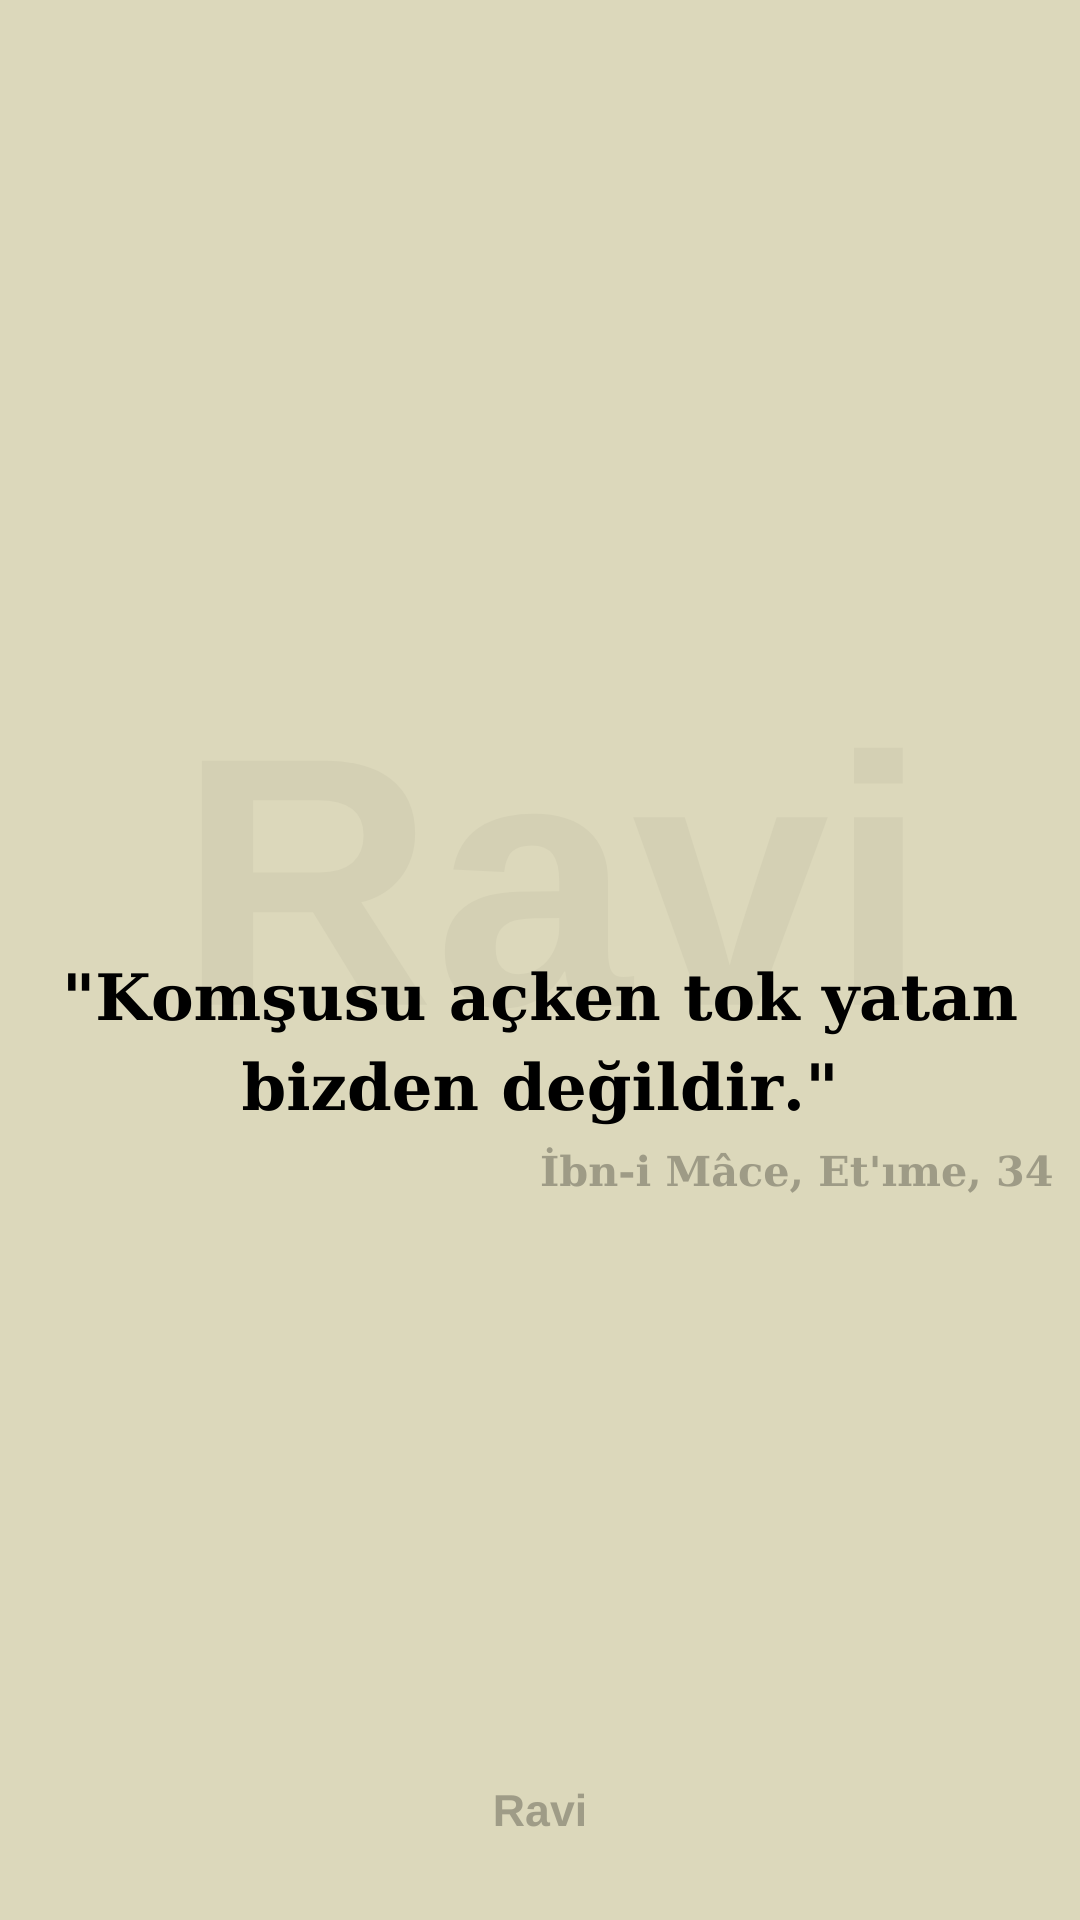 Ravi
"Komşusu açken tok yatan
bizden değildir."
İbn-i Mâce, Et'ıme, 34
Ravi